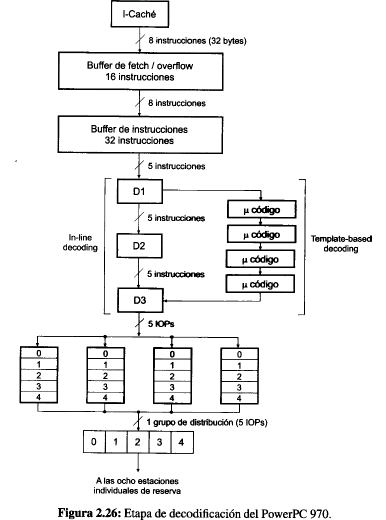 I-Caché
8 instrucciones (32 bytes)
Buffer de fetch / overflow
16 instrucciones
8 instrucciones
Buffer de instrucciones
32 instrucciones
5 instrucciones
D1
μ código
5 instrucciones
In-line
decoding
D2
μ código
Template-based
decoding
μ código
5 instrucciones
μ código
D3
5 IOPs
0 0 0 0
1 1 1 1
2 2 2 2
3 3 3 3
4 4 4 4
1 grupo de distribución (5 IOPs)
0 1 2 3 4
A las ocho estaciones
individuales de reserva
Figura 2.26: Etapa de decodificación del PowerPC 970.